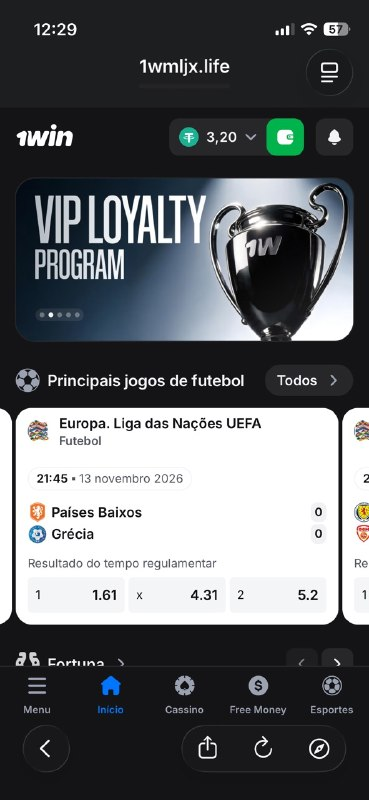 12:29
57
1wmljx.life
1win
3,20
VIP LOYALTY
PROGRAM
1W
Principais jogos de futebol
Todos
Europa. Liga das Nações UEFA
Futebol
21:45 • 13 novembro 2026
2
Países Baixos 0
Grécia 0
Resultado do tempo regulamentar
Re
1 1.61 x 4.31 2 5.2
1
Fortuna
Menu Início Cassino Free Money Esportes